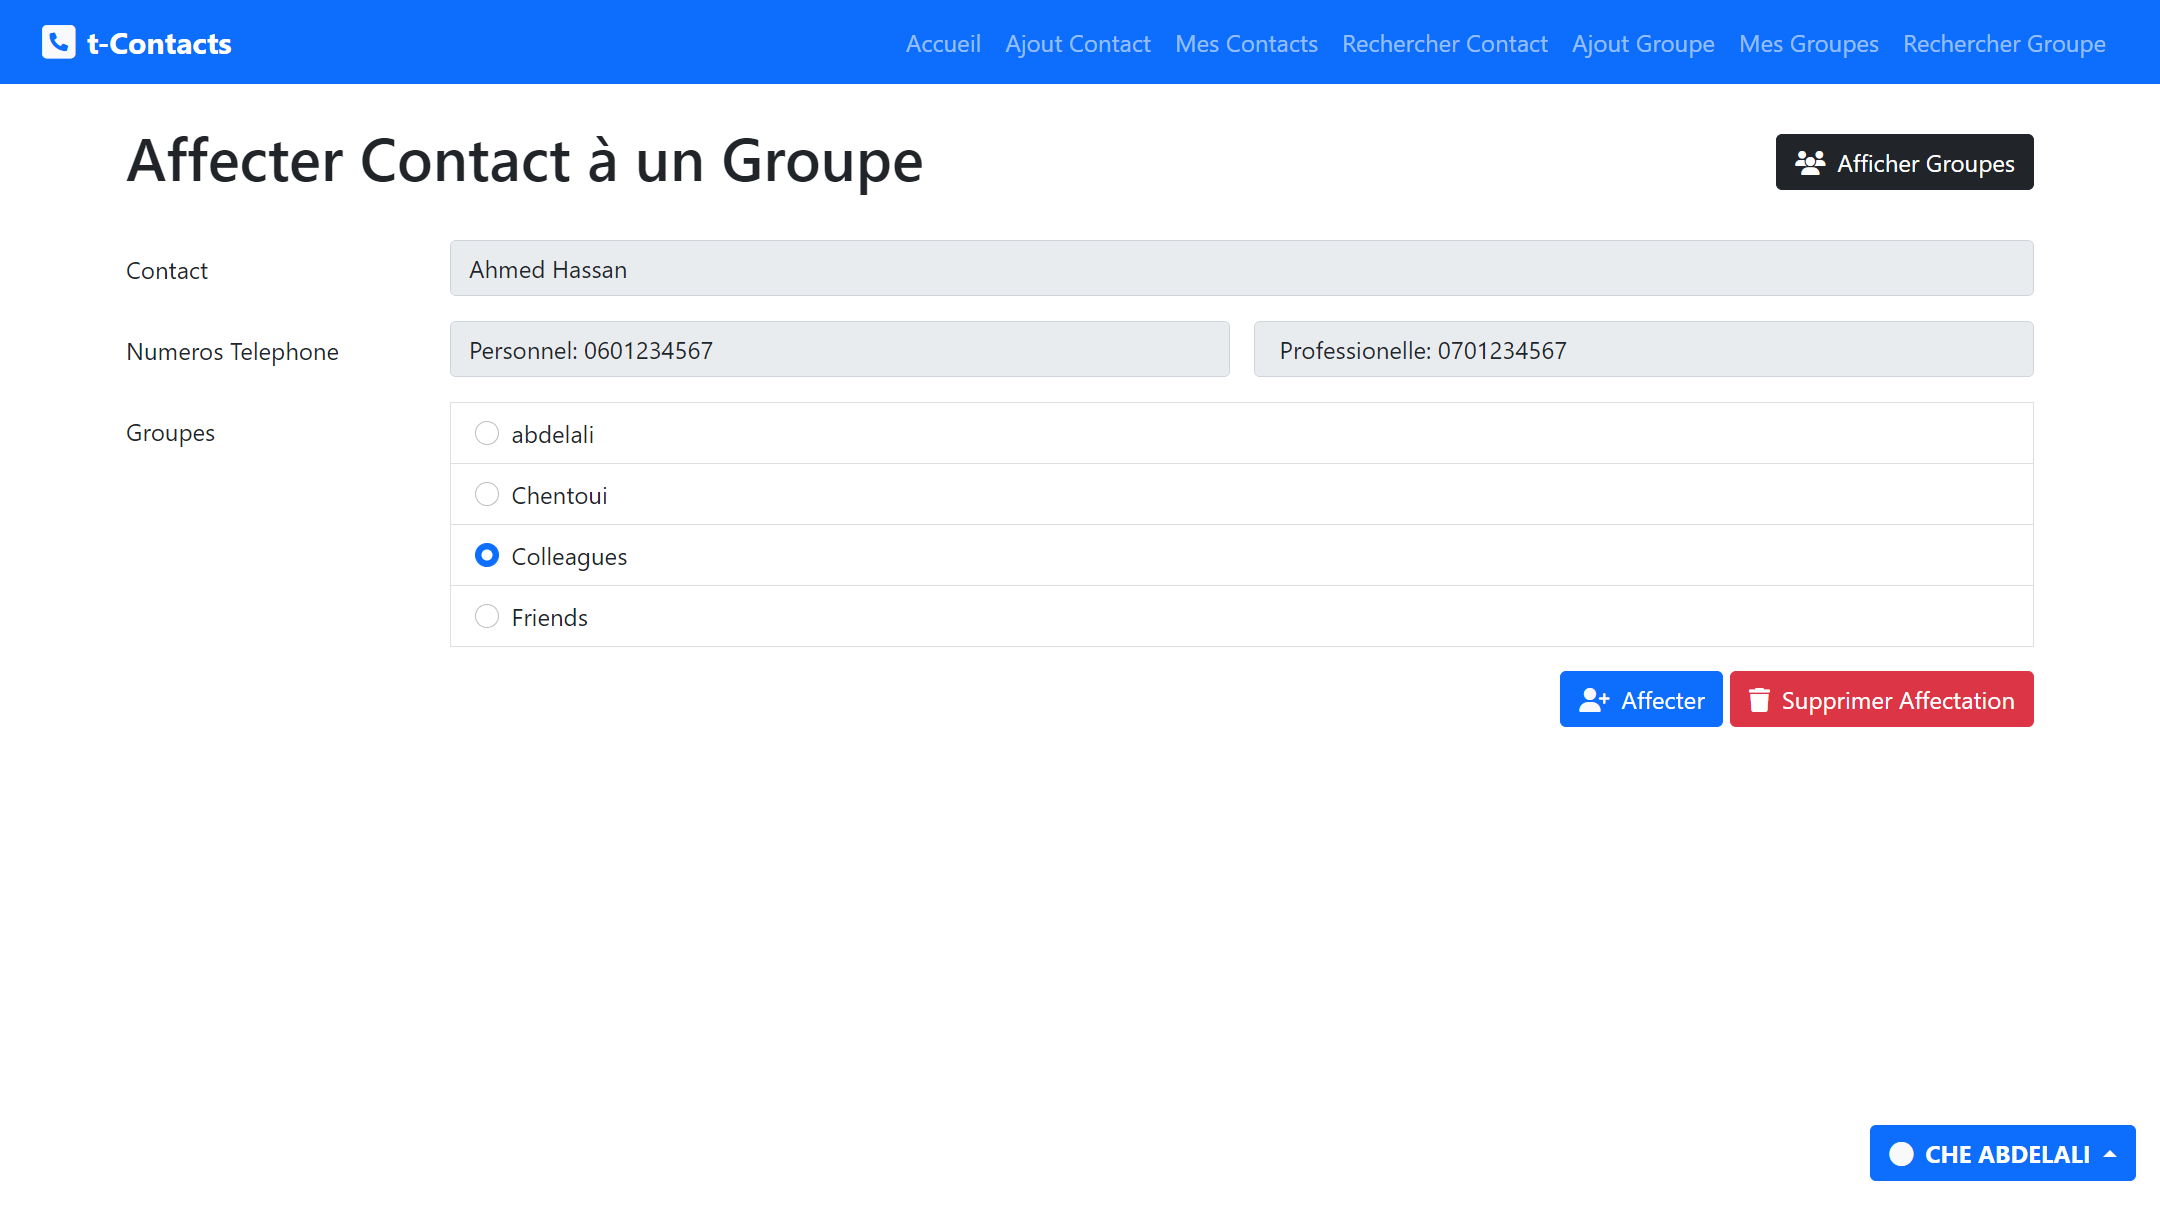 t-Contacts
Accueil Ajout Contact Mes Contacts Rechercher Contact Ajout Groupe Mes Groupes Rechercher Groupe
Affecter Contact à un Groupe
Afficher Groupes
Contact
Ahmed Hassan
Numeros Telephone
Personnel: 0601234567
Professionelle: 0701234567
Groupes
abdelali
Chentoui
Colleagues
Friends
Affecter
Supprimer Affectation
CHE ABDELALI